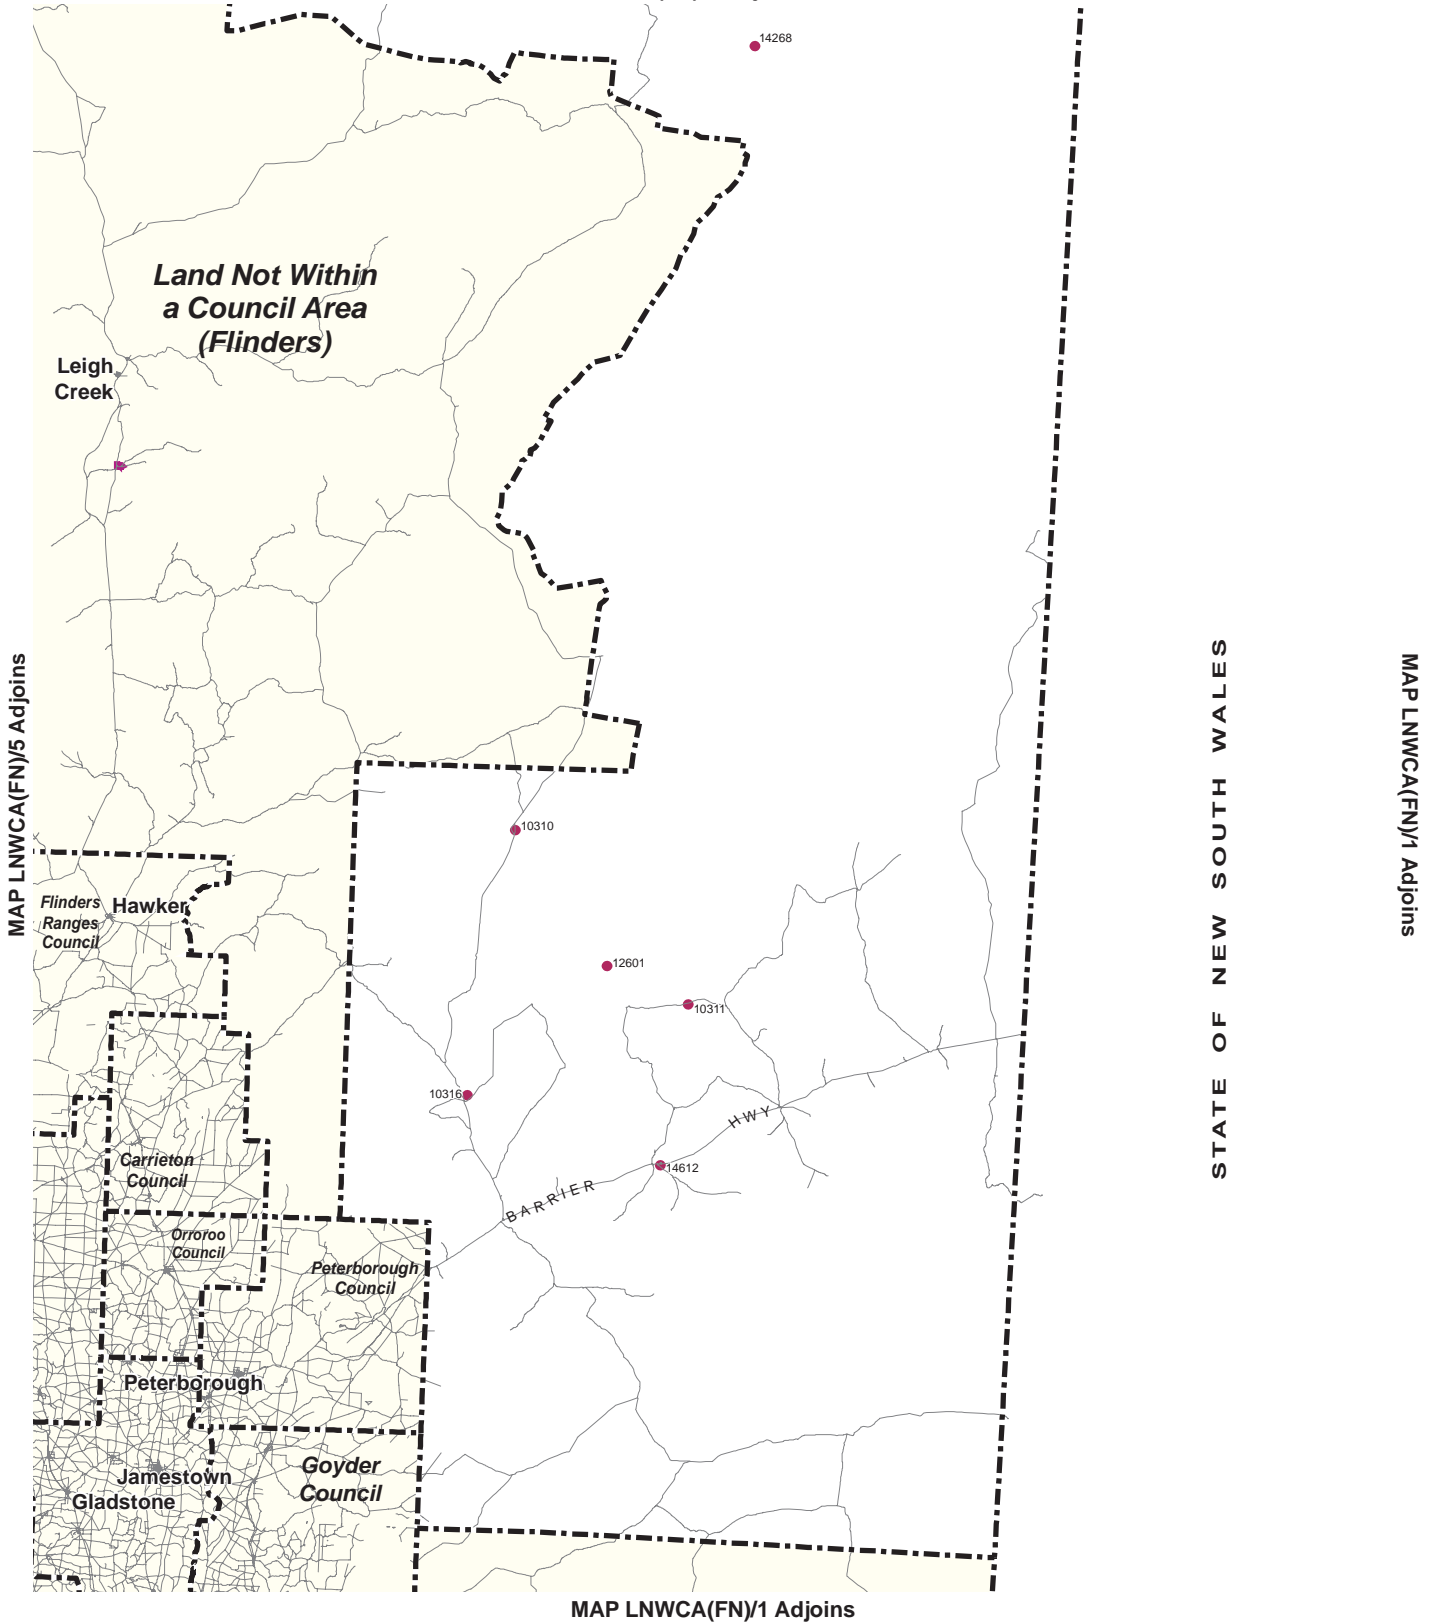 14268
Land Not Within
a Council Area
(Flinders)
Leigh
Creek
MAP LNWCA(FN)/5 Adjoins
STATE OF NEW SOUTH WALES
MAP LNWCA(FN)/1 Adjoins
10310
Flinders
Ranges
Council
Hawker
12601
10311
10316
HWY
14612
BARRIER
Carrieton
Council
Orroroo
Council
Peterborough
Council
Peterborough
Goyder
Council
Jamestown
Gladstone
MAP LNWCA(FN)/1 Adjoins